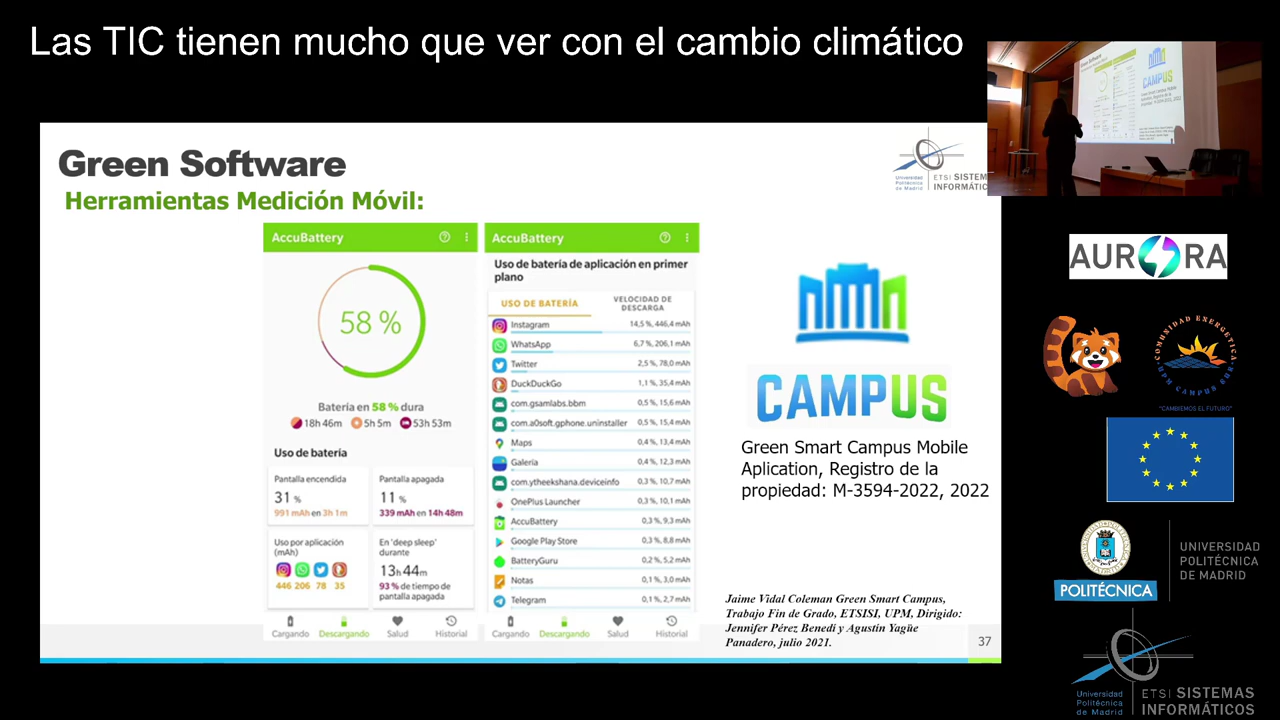 Las TIC tienen mucho que ver con el cambio climático
Green Software
Herramientas Medición Móvil:
Universidad
Politécnica
de Madrid
ETSI SISTEM
INFORMÁTIC
AccuBattery
58 %
Batería en 58 % dura
18h 46m 5h 5m 53h 53m
Uso de batería
Pantalla encendida
31 %
991 mAh en 3h 1m
Pantalla apagada
11 %
339 mAh en 14h 48m
Uso por aplicación
(mAh)
446 206 78 35
En 'deep sleep'
durante
13h 44m
93 % de tiempo de
pantalla apagada
Cargando Descargando Salud Historial
AccuBattery
Uso de batería de aplicación en primer
plano
USO DE BATERÍA
VELOCIDAD DE
DESCARGA
Instagram 14,5 %, 446,4 mAh
WhatsApp 6,7 %, 206,1 mAh
Twitter 2,5 %, 78,0 mAh
DuckDuckGo 1,1 %, 35,4 mAh
com.gsamlabs.bbm 0,5 %, 15,6 mAh
com.a0soft.gphone.uninstaller 0,5 %, 15,4 mAh
Maps 0,4 %, 13,4 mAh
Galería 0,4 %, 12,3 mAh
com.ytheekshana.deviceinfo 0,3 %, 10,7 mAh
OnePlus Launcher 0,3 %, 10,1 mAh
AccuBattery 0,3 %, 9,3 mAh
Google Play Store 0,3 %, 8,8 mAh
BatteryGuru 0,2 %, 5,2 mAh
Notas 0,1 %, 3,0 mAh
Telegram 0,1 %, 2,7 mAh
Cargando Descargando Salud Historial
CAMPUS
Green Smart Campus Mobile
Aplication, Registro de la
propiedad: M-3594-2022, 2022
Jaime Vidal Coleman Green Smart Campus,
Trabajo Fin de Grado, ETSISI, UPM, Dirigido:
Jennifer Pérez Benedi y Agustín Yagüe
Panadero, julio 2021.
37
CAMPUS
AURORA
COMUNIDAD ENERGÉTICA
UPM CAMPUS SUR
"CAMBIEMOS EL FUTURO"
POLITÉCNICA
UNIVERSIDAD
POLITÉCNICA
DE MADRID
Universidad
Politécnica
de Madrid
ETSI SISTEMAS
INFORMÁTICOS